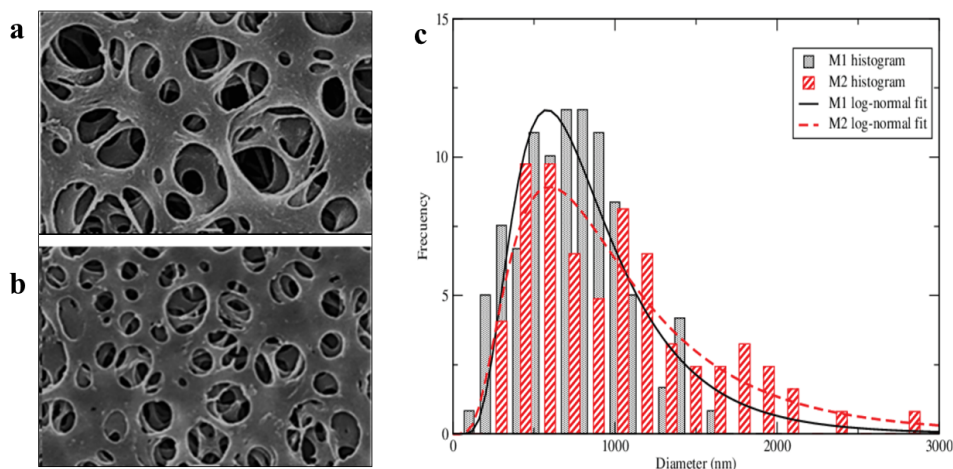 a
b
c
15
10
5
0
Frecuency
M1 histogram
M2 histogram
M1 log-normal fit
M2 log-normal fit
0
1000
2000
3000
Diameter (nm)